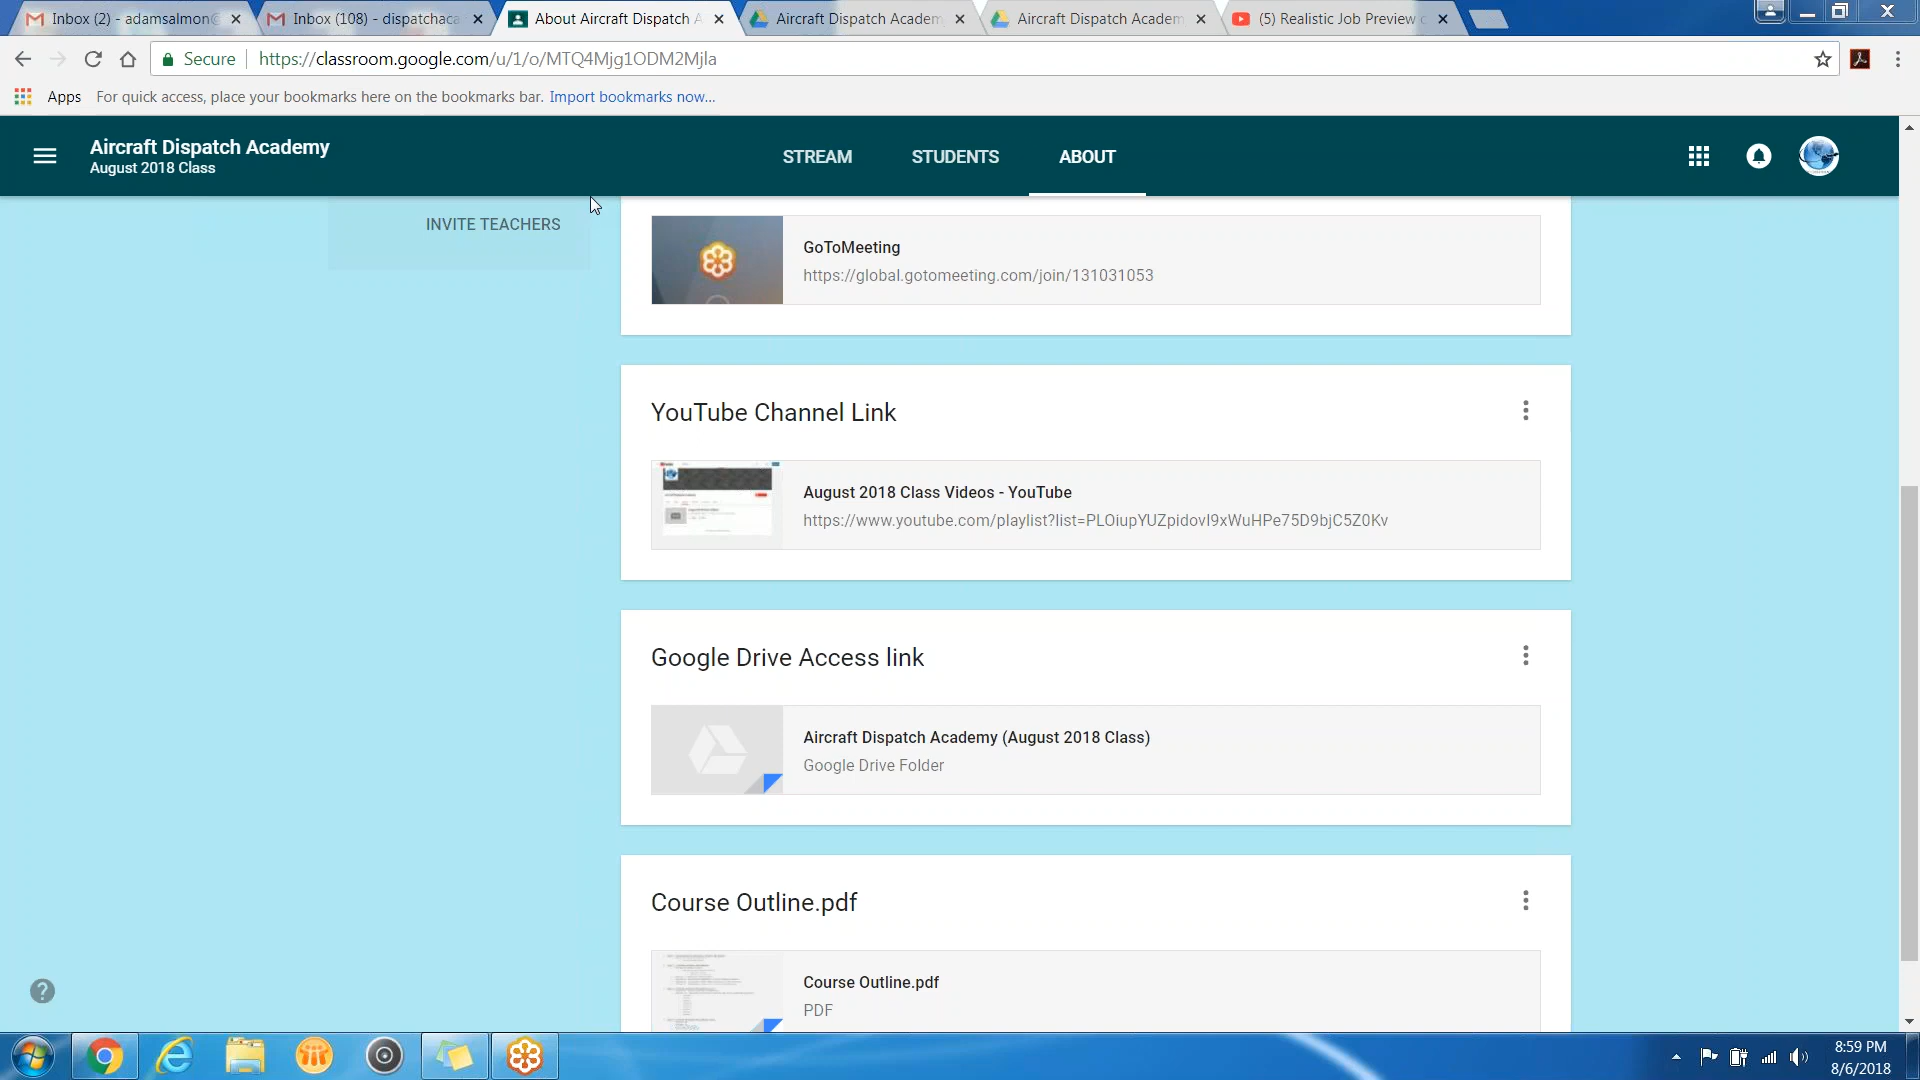 Inbox (2) - adamsalmon@
Inbox (108) - dispatchaca
About Aircraft Dispatch A
Aircraft Dispatch Academ
Aircraft Dispatch Academ
(5) Realistic Job Preview
Secure
https://classroom.google.com/u/1/o/MTQ4Mjg1ODM2Mjla
Apps
For quick access, place your bookmarks here on the bookmarks bar. Import bookmarks now...
Aircraft Dispatch Academy
August 2018 Class
STREAM
STUDENTS
ABOUT
INVITE TEACHERS
GoToMeeting
https://global.gotomeeting.com/join/131031053
YouTube Channel Link
August 2018 Class Videos - YouTube
https://www.youtube.com/playlist?list=PLOiupYUZpidovI9xWuHPe75D9bjC5Z0Kv
Google Drive Access link
Aircraft Dispatch Academy (August 2018 Class)
Google Drive Folder
Course Outline.pdf
Course Outline.pdf
PDF
8:59 PM
8/6/2018